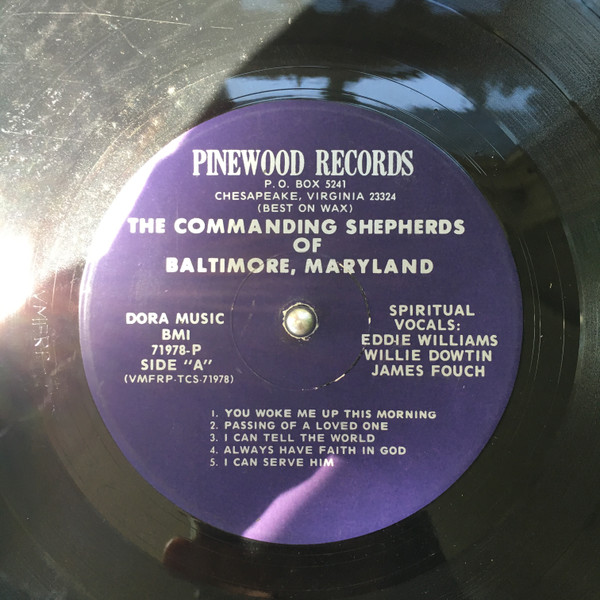 PINEWOOD RECORDS
P.O. BOX 5241
CHESAPEAKE, VIRGINIA 23324
(BEST ON WAX)
THE COMMANDING SHEPHERDS
OF
BALTIMORE, MARYLAND
DORA MUSIC
BMI
71978-P
SIDE "A"
(VMFRP-TCS-71978)
SPIRITUAL
VOCALS:
EDDIE WILLIAMS
WILLIE DOWTIN
JAMES FOUCH
1. YOU WOKE ME UP THIS MORNING
2. PASSING OF A LOVED ONE
3. I CAN TELL THE WORLD
4. ALWAYS HAVE FAITH IN GOD
5. I CAN SERVE HIM